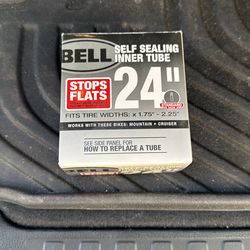 BELL
SELF SEALING
INNER TUBE
STOPS
FLATS
24"
FITS TIRE WIDTHS: x 1.75" - 2.25"
WORKS WITH THESE BIKES: MOUNTAIN • CRUISER
SEE SIDE PANEL FOR
HOW TO REPLACE A TUBE